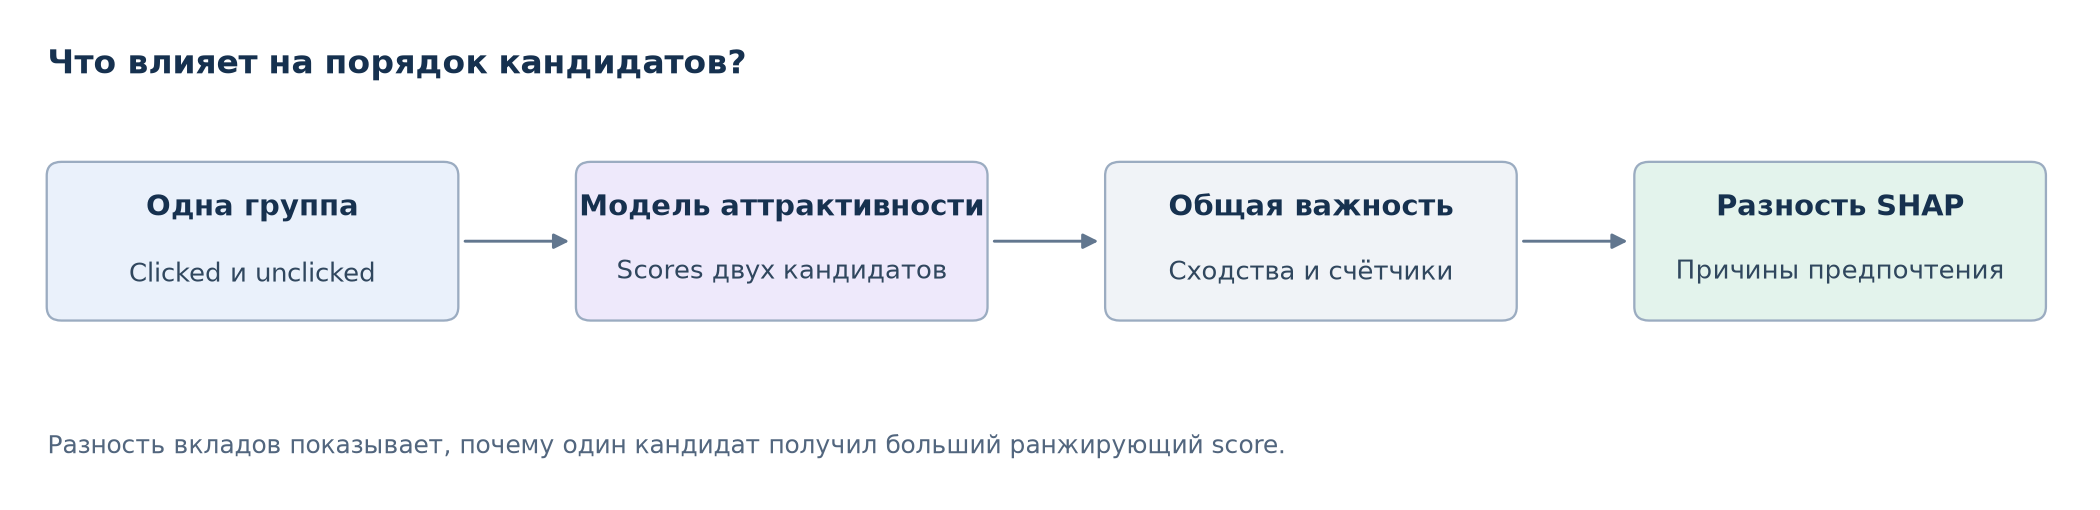 Что влияет на порядок кандидатов?
Одна группа
Clicked и unclicked
Модель аттрактивности
Scores двух кандидатов
Общая важность
Сходства и счётчики
Разность SHAP
Причины предпочтения
Разность вкладов показывает, почему один кандидат получил больший ранжирующий score.